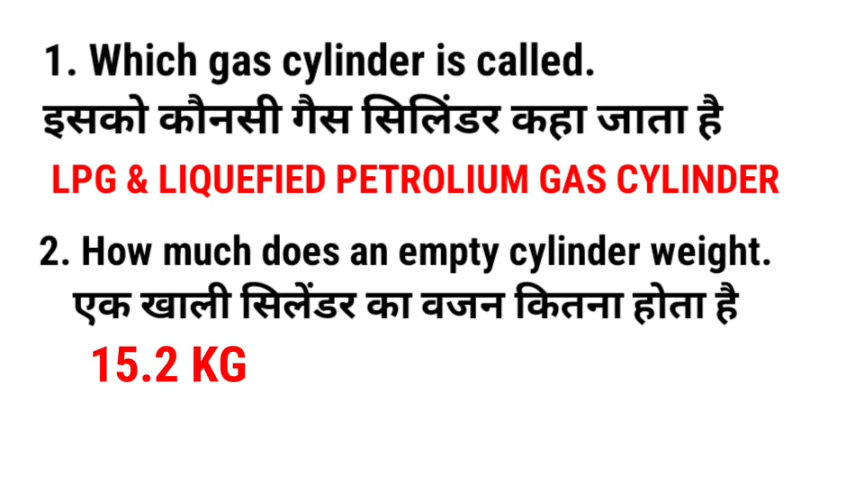 1. Which gas cylinder is called.
इसको कौनसी गैस सिलिंडर कहा जाता है
LPG & LIQUEFIED PETROLIUM GAS CYLINDER
2. How much does an empty cylinder weight.
एक खाली सिलेंडर का वजन कितना होता है
15.2 KG